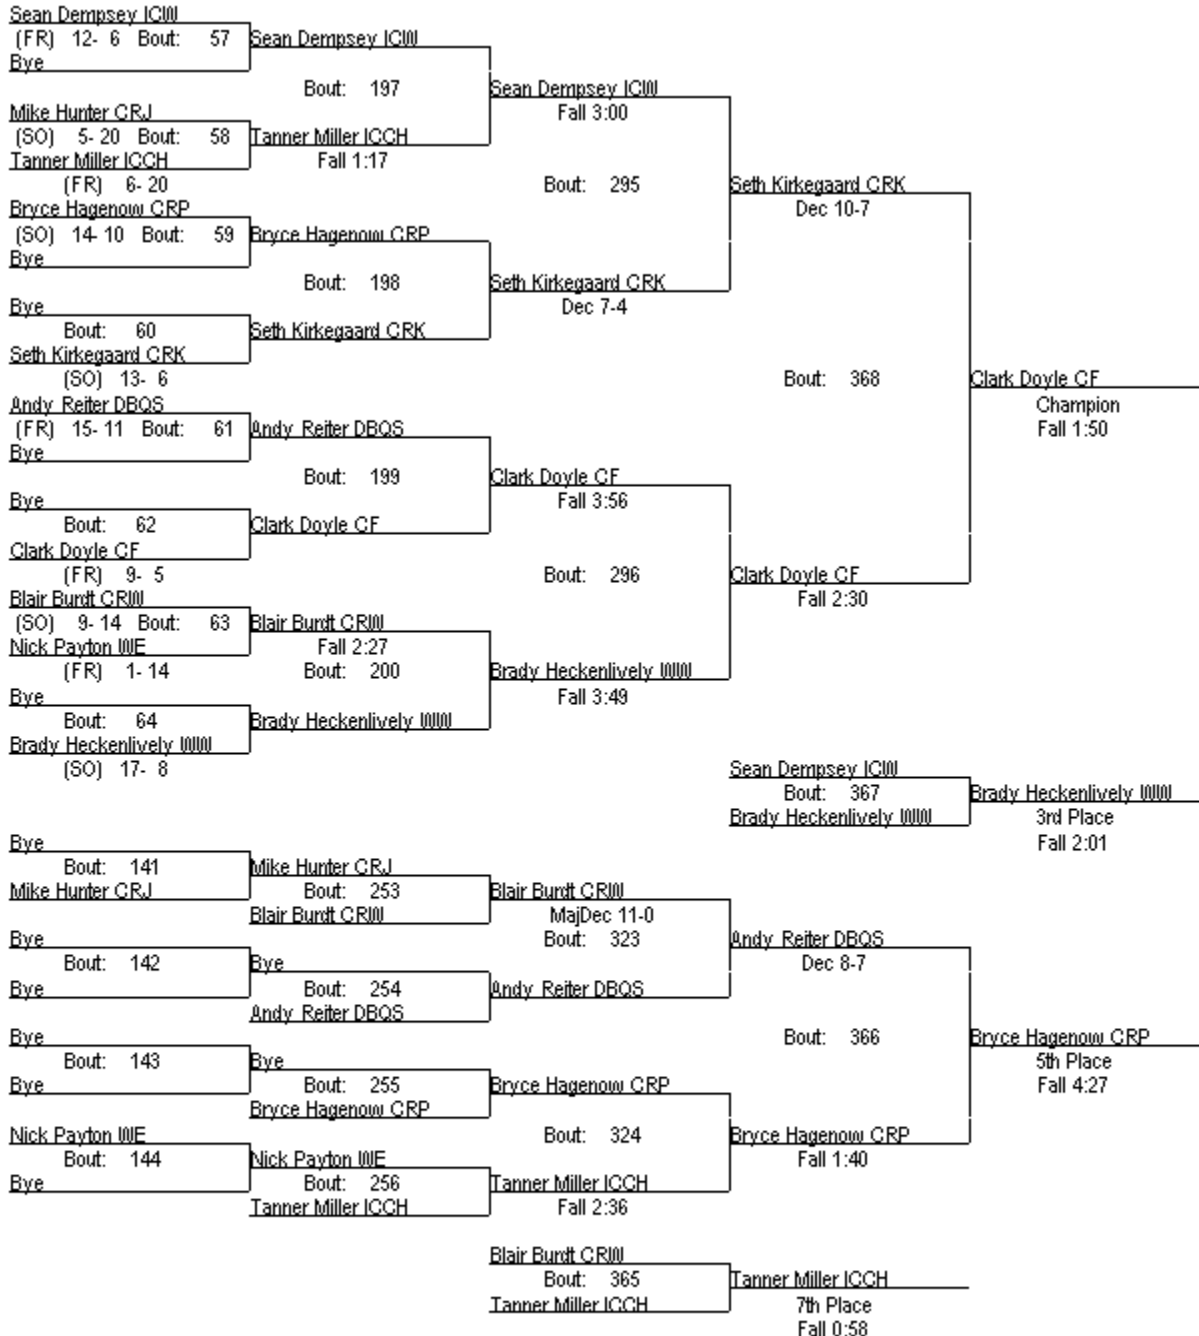 Sean Dempsey ICW
(FR) 12- 6 Bout: 57 Sean Dempsey ICW
Bye
Bout: 197 Sean Dempsey ICW
Mike Hunter CRJ Fall 3:00
(SO) 5- 20 Bout: 58 Tanner Miller ICCH
Tanner Miller ICCH Fall 1:17
(FR) 6- 20 Bout: 295 Seth Kirkegaard CRK
Bryce Hagenow CRP Dec 10-7
(SO) 14- 10 Bout: 59 Bryce Hagenow CRP
Bye
Bout: 198 Seth Kirkegaard CRK
Bye Dec 7-4
Bout: 60 Seth Kirkegaard CRK
Seth Kirkegaard CRK
(SO) 13- 6 Bout: 368 Clark Doyle CF
Andy Reiter DBQS Champion
(FR) 15- 11 Bout: 61 Andy Reiter DBQS Fall 1:50
Bye
Bout: 199 Clark Doyle CF
Bye Fall 3:56
Bout: 62 Clark Doyle CF
Clark Doyle CF
(FR) 9- 5 Bout: 296 Clark Doyle CF
Blair Burdt CRW Fall 2:30
(SO) 9- 14 Bout: 63 Blair Burdt CRW
Nick Payton WE Fall 2:27
(FR) 1- 14 Bout: 200 Brady Heckenlively WW
Bye Fall 3:49
Bout: 64 Brady Heckenlively WW
Brady Heckenlively WW
(SO) 17- 8 Sean Dempsey ICW
Bout: 367 Brady Heckenlively WW
Brady Heckenlively WW 3rd Place
Bye Fall 2:01
Bout: 141 Mike Hunter CRJ
Mike Hunter CRJ Bout: 253 Blair Burdt CRW
Blair Burdt CRW MajDec 11-0
Bye Bout: 323 Andy Reiter DBQS
Bout: 142 Bye Dec 8-7
Bye Bout: 254 Andy Reiter DBQS
Andy Reiter DBQS
Bye Bout: 366 Bryce Hagenow CRP
Bout: 143 Bye 5th Place
Bye Bout: 255 Bryce Hagenow CRP Fall 4:27
Bryce Hagenow CRP
Nick Payton WE Bout: 324 Bryce Hagenow CRP
Bout: 144 Nick Payton WE Fall 1:40
Bye Bout: 256 Tanner Miller ICCH
Tanner Miller ICCH Fall 2:36
Blair Burdt CRW
Bout: 365 Tanner Miller ICCH
Tanner Miller ICCH 7th Place
Fall 0:58